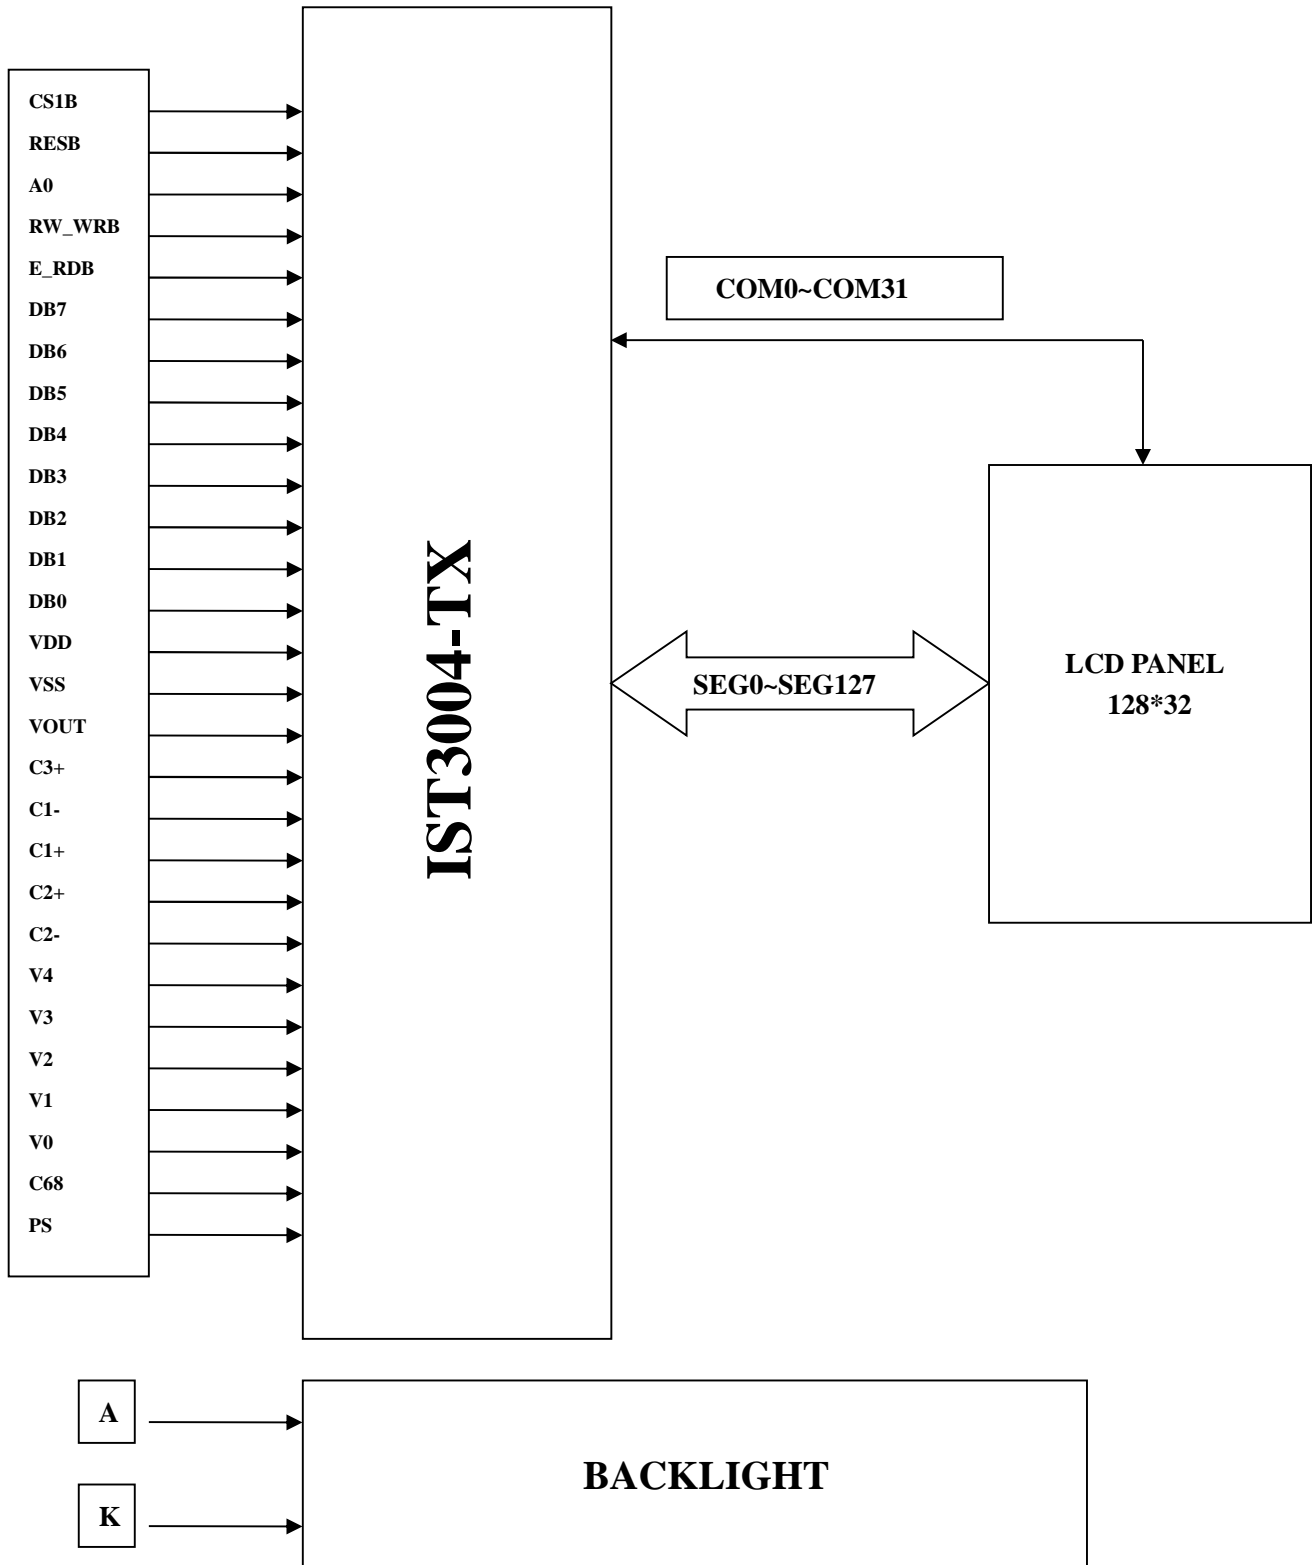 CS1B
RESB
A0
RW_WRB
E_RDB
DB7
DB6
DB5
DB4
DB3
DB2
DB1
DB0
VDD
VSS
VOUT
C3+
C1-
C1+
C2+
C2-
V4
V3
V2
V1
V0
C68
PS
IST3004-TX
COM0~COM31
SEG0~SEG127
LCD PANEL
128*32
A
K
BACKLIGHT